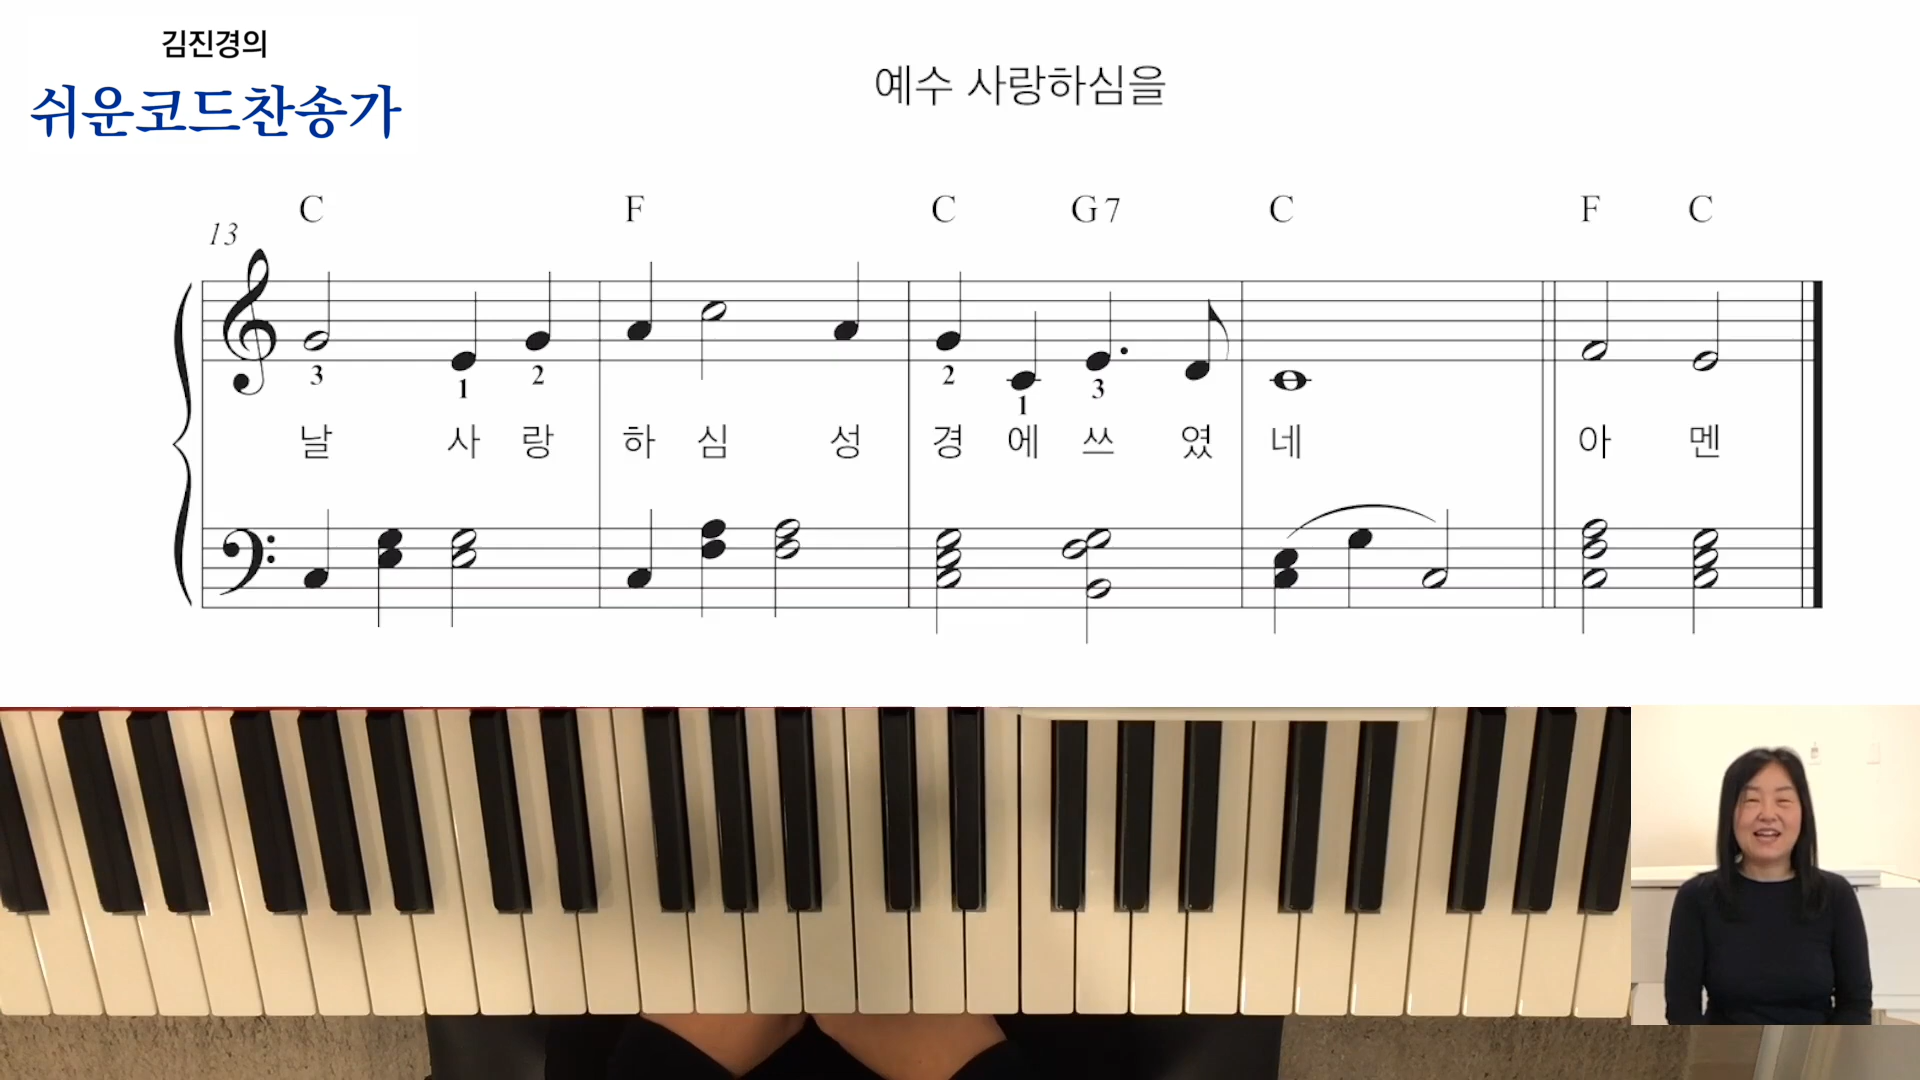 김진경의
쉬운코드찬송가
예수 사랑하심을
C F C G7 C F C
13
3 1 2 2 1 3
날 사 랑 하 심 성 경 에 쓰 였 네 아 멘